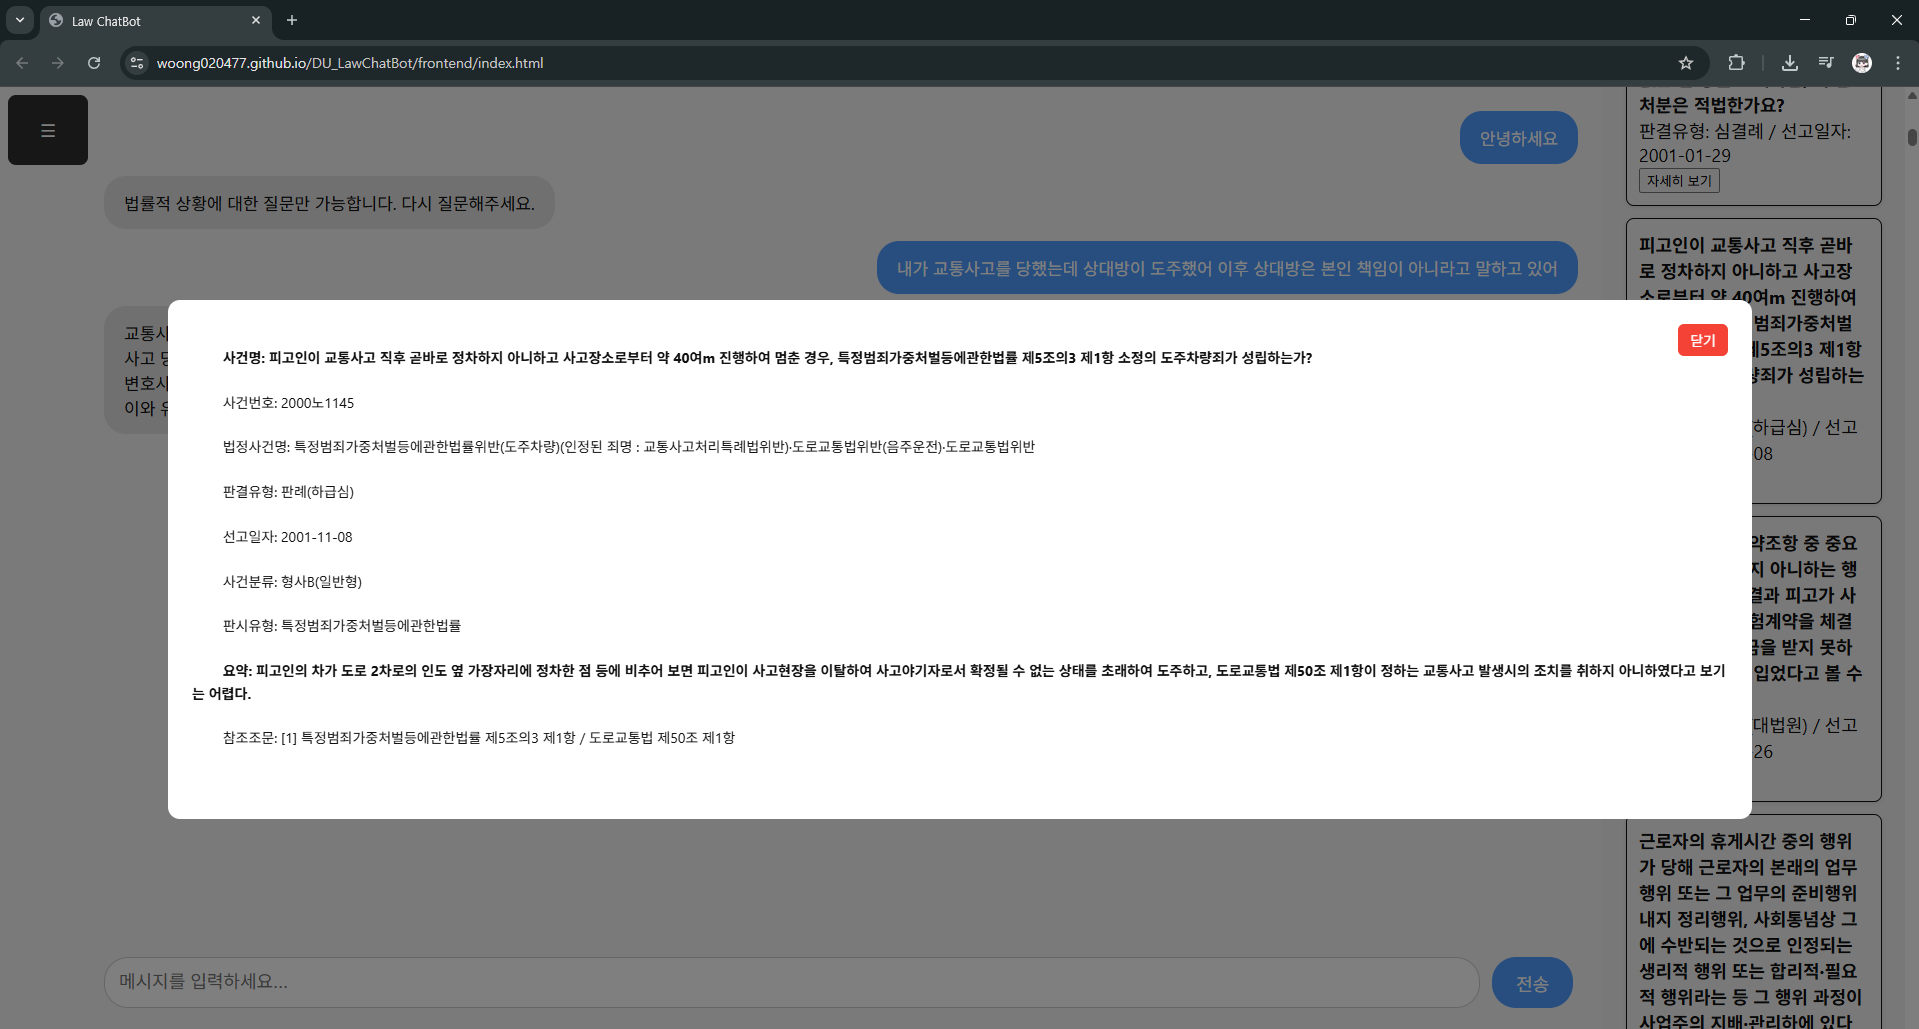 Law ChatBot
woong020477.github.io/DU_LawChatBot/frontend/index.html
안녕하세요
법률적 상황에 대한 질문만 가능합니다. 다시 질문해주세요.
내가 교통사고를 당했는데 상대방이 도주했어 이후 상대방은 본인 책임이 아니라고 말하고 있어
교통사
사고 당
변호사
이와 유
닫기
사건명: 피고인이 교통사고 직후 곧바로 정차하지 아니하고 사고장소로부터 약 40여m 진행하여 멈춘 경우, 특정범죄가중처벌등에관한법률 제5조의3 제1항 소정의 도주차량죄가 성립하는가?
사건번호: 2000노1145
법정사건명: 특정범죄가중처벌등에관한법률위반(도주차량)(인정된 죄명 : 교통사고처리특례법위반)·도로교통법위반(음주운전)·도로교통법위반
판결유형: 판례(하급심)
선고일자: 2001-11-08
사건분류: 형사B(일반형)
판시유형: 특정범죄가중처벌등에관한법률
요약: 피고인의 차가 도로 2차로의 인도 옆 가장자리에 정차한 점 등에 비추어 보면 피고인이 사고현장을 이탈하여 사고야기자로서 확정될 수 없는 상태를 초래하여 도주하고, 도로교통법 제50조 제1항이 정하는 교통사고 발생시의 조치를 취하지 아니하였다고 보기
는 어렵다.
참조조문: [1] 특정범죄가중처벌등에관한법률 제5조의3 제1항 / 도로교통법 제50조 제1항
메시지를 입력하세요...
전송
처분은 적법한가요?
판결유형: 심결례 / 선고일자:
2001-01-29
자세히 보기
피고인이 교통사고 직후 곧바
로 정차하지 아니하고 사고장
소로부터 약 40여m 진행하여
범죄가중처벌
제5조의3 제1항
량죄가 성립하는
(하급심) / 선고
08
약조항 중 중요
지 아니하는 행
결과 피고가 사
험계약을 체결
금을 받지 못하
입었다고 볼 수
(대법원) / 선고
26
근로자의 휴게시간 중의 행위
가 당해 근로자의 본래의 업무
행위 또는 그 업무의 준비행위
내지 정리행위, 사회통념상 그
에 수반되는 것으로 인정되는
생리적 행위 또는 합리적·필요
적 행위라는 등 그 행위 과정이
사업주의 지배·관리하에 있다